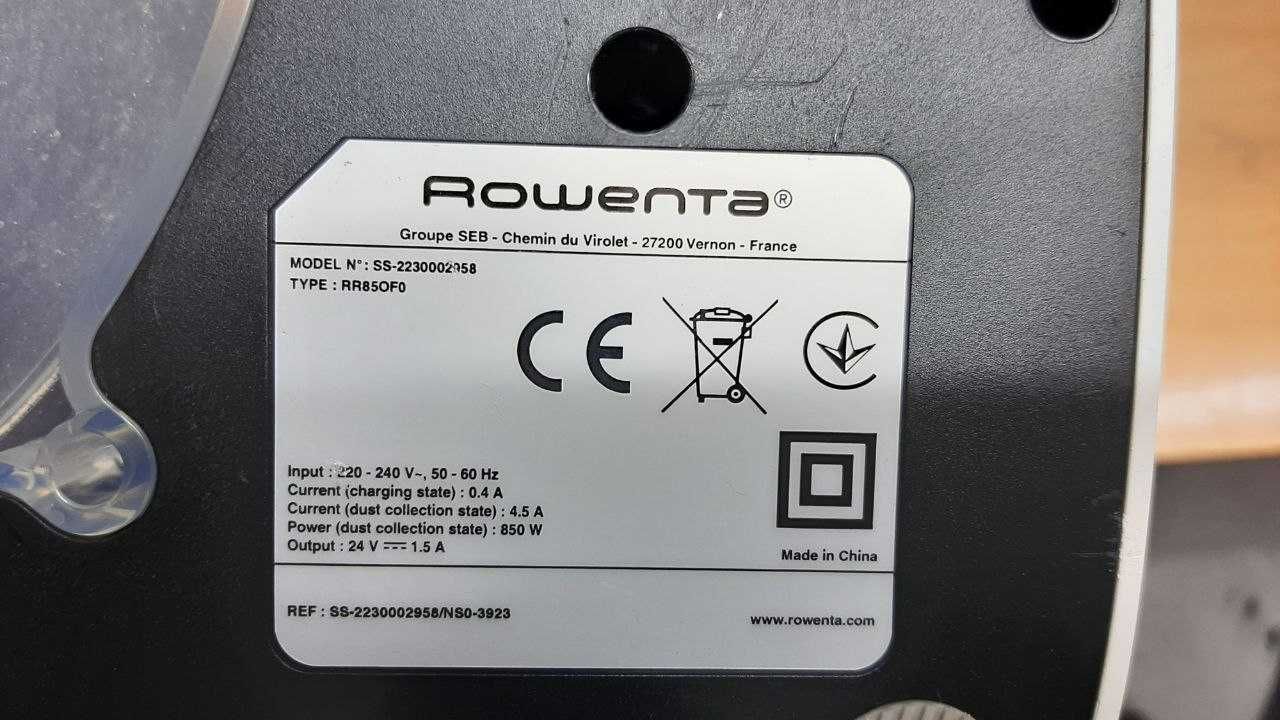 Rowenta®
Groupe SEB - Chemin du Virolet - 27200 Vernon - France
MODEL N°: SS-2230002958
TYPE : RR85OF0
CE
Input : 220 - 240 V~, 50 - 60 Hz
Current (charging state) : 0.4 A
Current (dust collection state) : 4.5 A
Power (dust collection state) : 850 W
Output : 24 V ⎓ 1.5 A
Made in China
REF : SS-2230002958/NS0-3923
www.rowenta.com